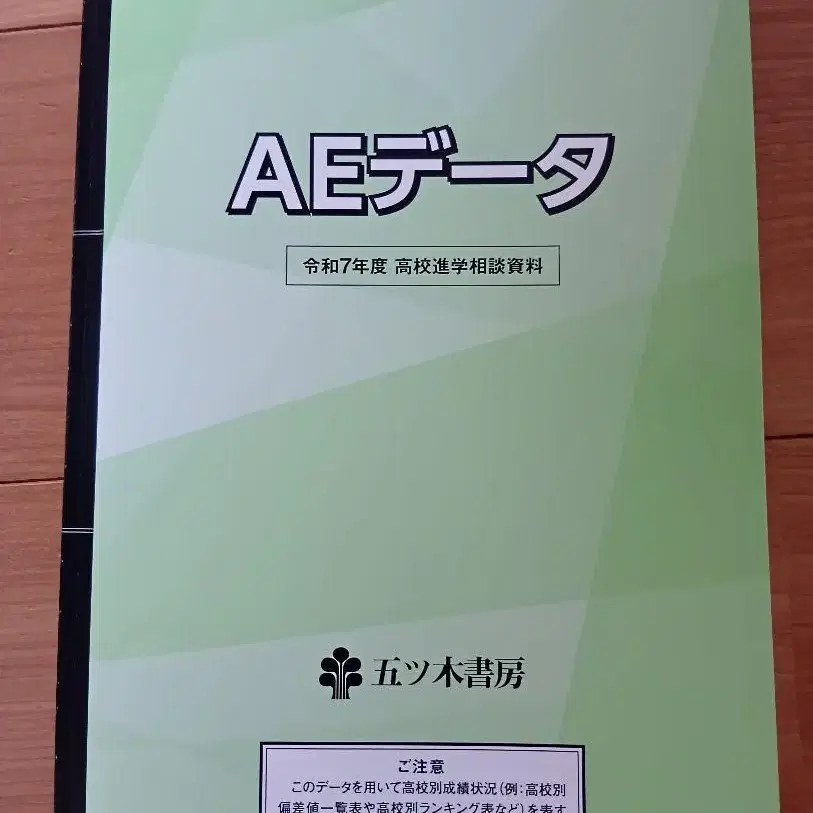 AEデータ
令和7年度 高校進学相談資料
五ツ木書房
ご注意
このデータを用いて高校別成績状況(例:高校別
偏差値一覧表や高校別ランキング表など)を表す